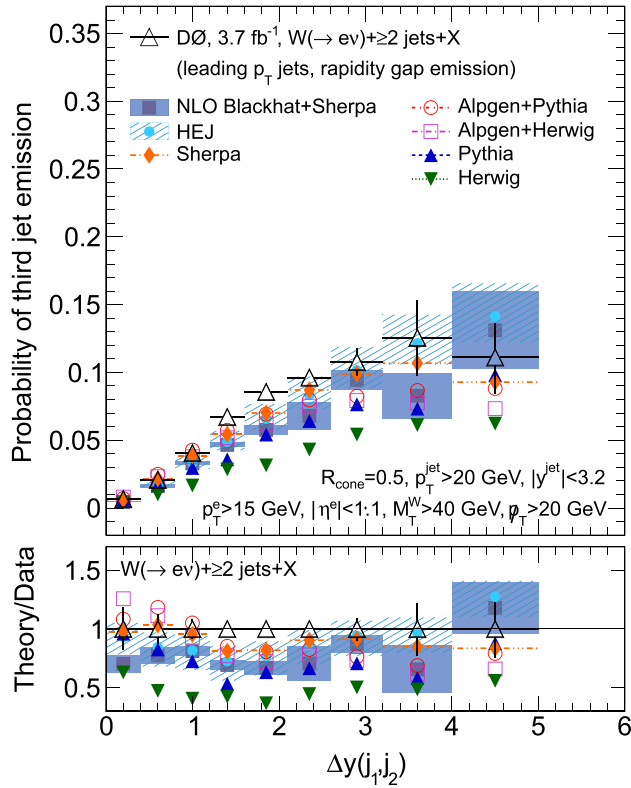 0.35
0.3
0.25
0.2
0.15
0.1
0.05
0
Probability of third jet emission
DØ, 3.7 fb⁻¹, W(→ eν)+≥2 jets+X
(leading p_T jets, rapidity gap emission)
NLO Blackhat+Sherpa
HEJ
Sherpa
Alpgen+Pythia
Alpgen+Herwig
Pythia
Herwig
R_cone=0.5, p_T^jet>20 GeV, |y^jet|<3.2
p_T^e>15 GeV, |η^e|<1.1, M_T^W>40 GeV, p̸_T>20 GeV
W(→ eν)+≥2 jets+X
1.5
1
0.5
Theory/Data
0 1 2 3 4 5 6
Δy(j₁,j₂)